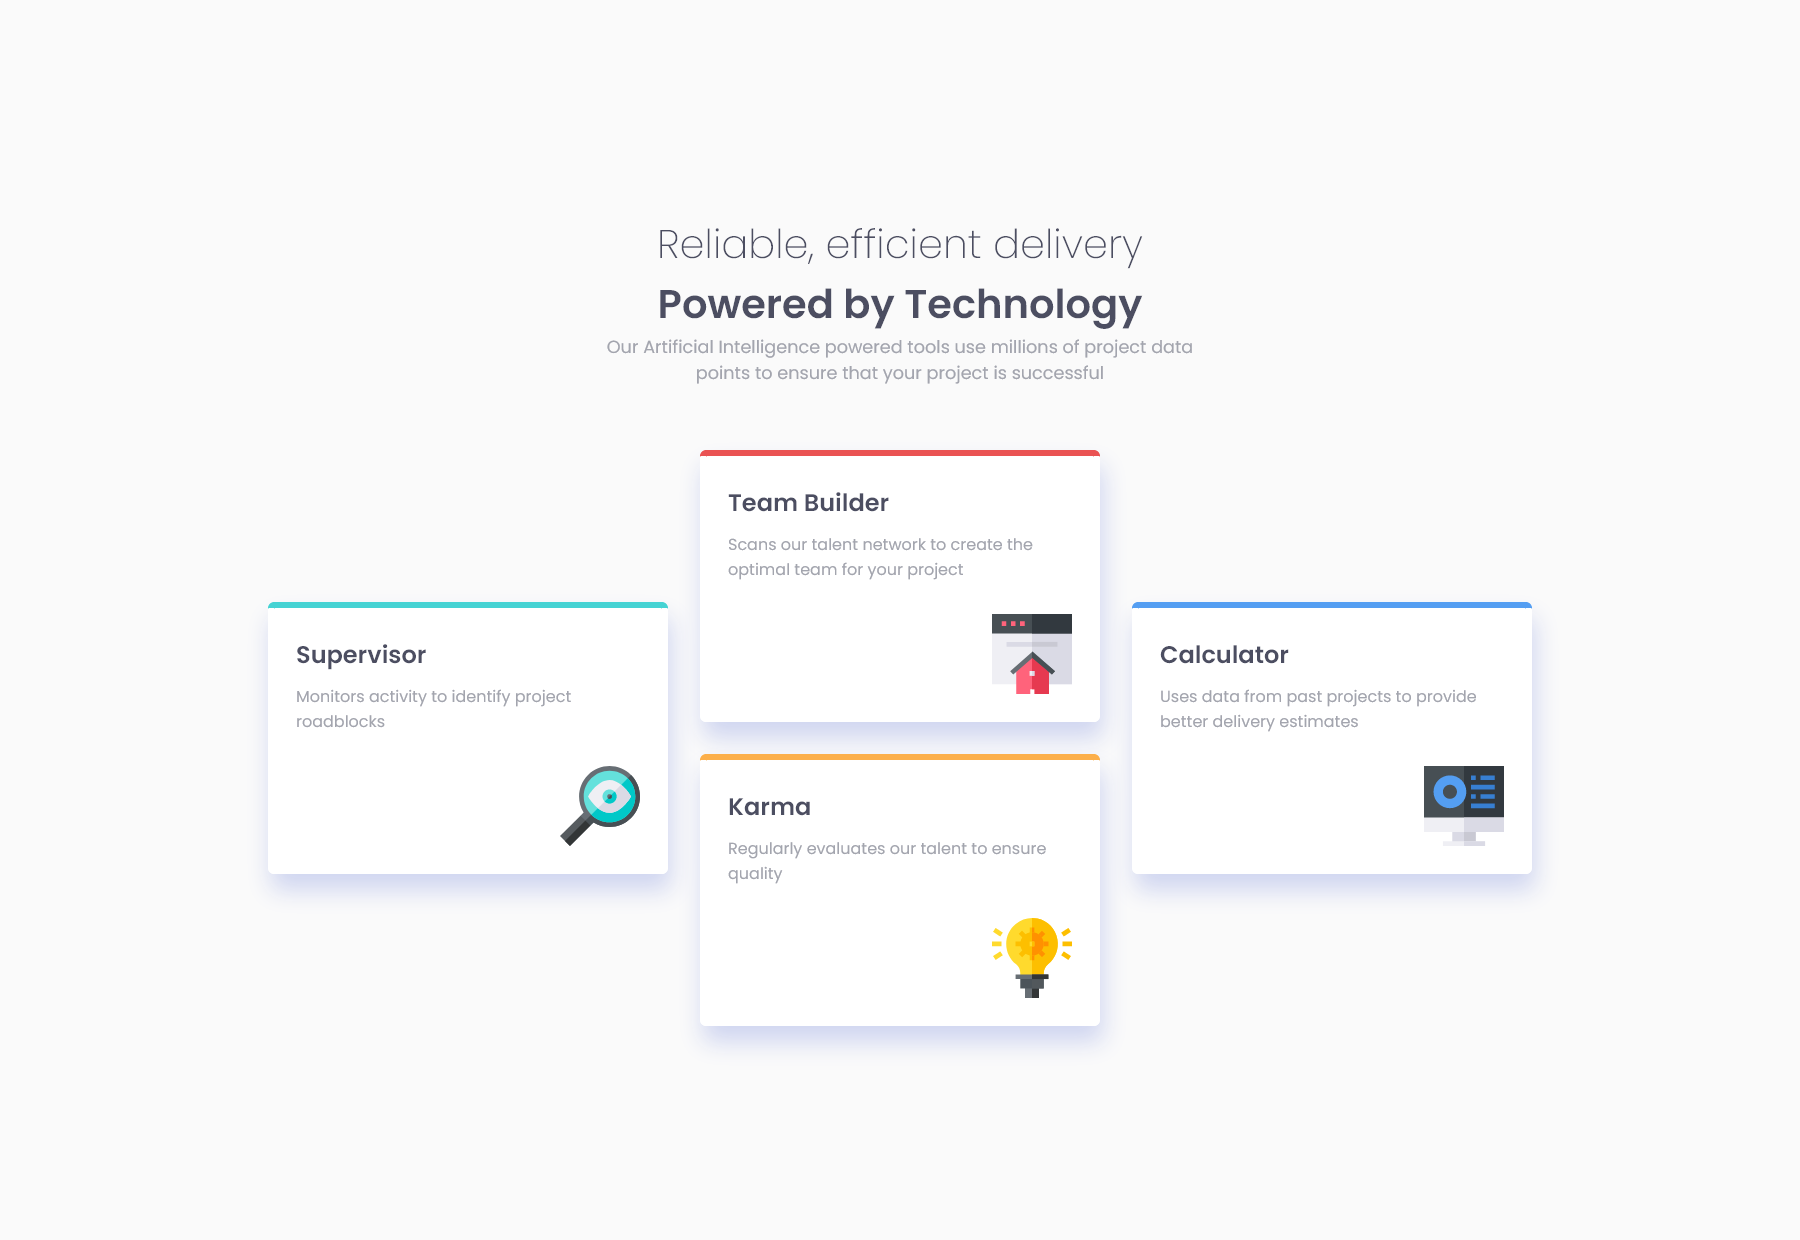 Reliable, efficient delivery
Powered by Technology
Our Artificial Intelligence powered tools use millions of project data
points to ensure that your project is successful
Supervisor
Monitors activity to identify project
roadblocks
Team Builder
Scans our talent network to create the
optimal team for your project
Karma
Regularly evaluates our talent to ensure
quality
Calculator
Uses data from past projects to provide
better delivery estimates